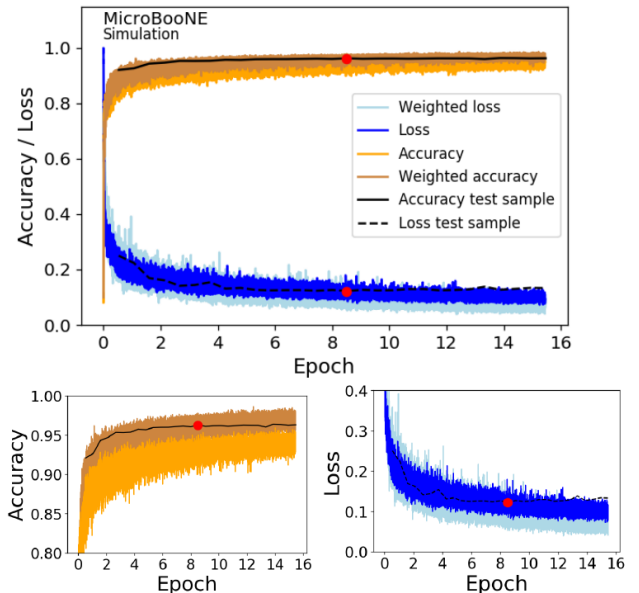 MicroBooNE
Simulation
1.0
0.8
0.6
0.4
0.2
0.0
Accuracy / Loss
Weighted loss
Loss
Accuracy
Weighted accuracy
Accuracy test sample
Loss test sample
0 2 4 6 8 10 12 14 16
Epoch
1.00
0.95
0.90
0.85
0.80
Accuracy
0 2 4 6 8 10 12 14 16
Epoch
0.4
0.3
0.2
0.1
0.0
Loss
0 2 4 6 8 10 12 14 16
Epoch